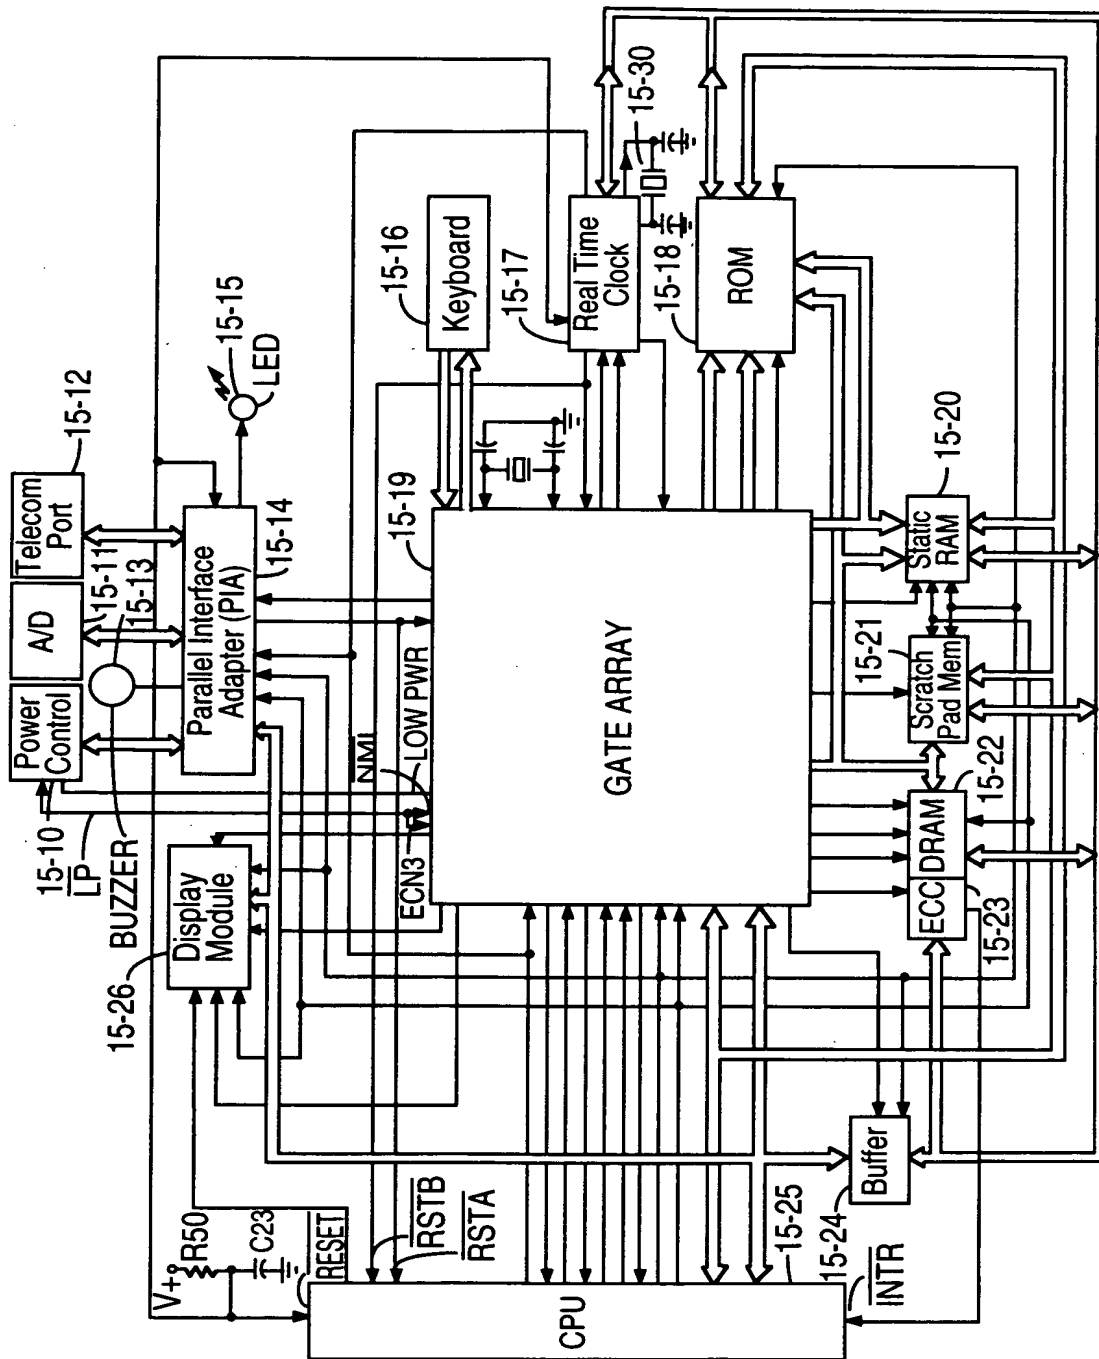 15-12
Telecom
Port
15-11
A/D
15-13
Power
Control
15-10
LP
BUZZER
15-15
LED
15-14
Parallel Interface
Adapter (PIA)
Display
Module
15-26
15-16
Keyboard
15-17
Real Time
Clock
15-30
15-18
ROM
15-19
NMI
LOW PWR
ECN3
GATE ARRAY
15-20
Static
RAM
15-21
Scratch
Pad Mem
15-22
DRAM
ECC
15-23
Buffer
15-24
V+
R50
C23
RESET
RSTB
RSTA
15-25
CPU
INTR